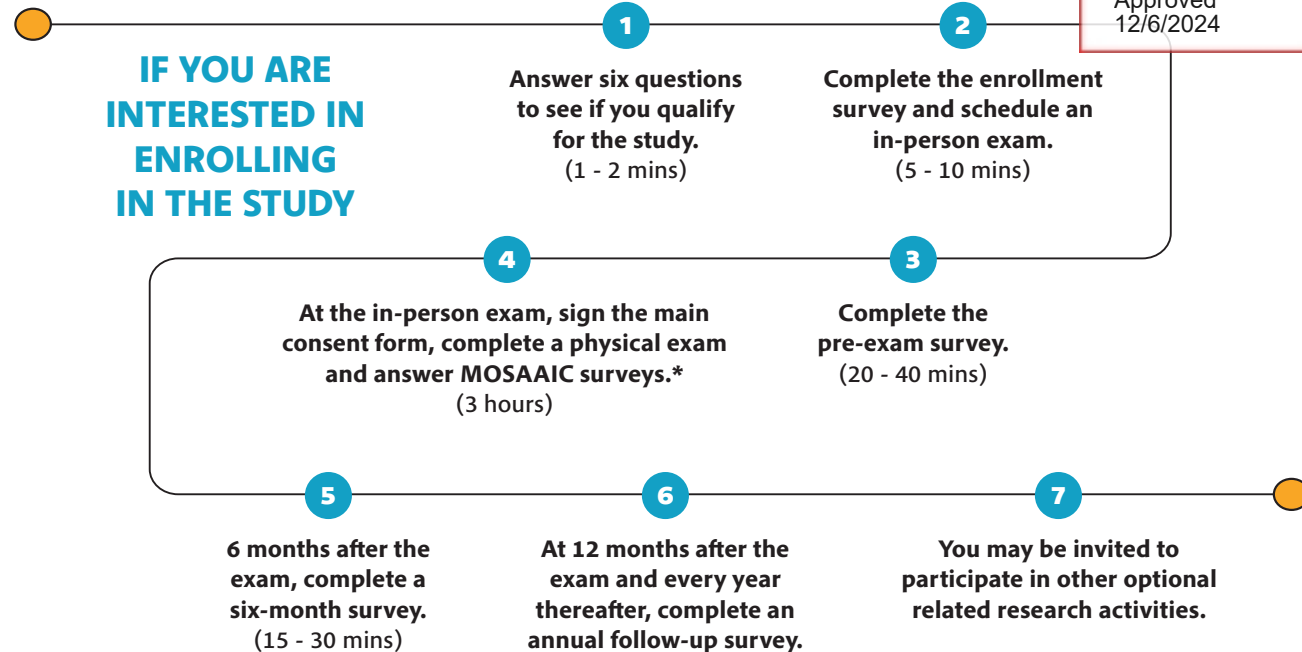 Approved
12/6/2024
IF YOU ARE
INTERESTED IN
ENROLLING
IN THE STUDY
1
Answer six questions
to see if you qualify
for the study.
(1 - 2 mins)
2
Complete the enrollment
survey and schedule an
in-person exam.
(5 - 10 mins)
3
Complete the
pre-exam survey.
(20 - 40 mins)
4
At the in-person exam, sign the main
consent form, complete a physical exam
and answer MOSAAIC surveys.*
(3 hours)
5
6 months after the
exam, complete a
six-month survey.
(15 - 30 mins)
6
At 12 months after the
exam and every year
thereafter, complete an
annual follow-up survey.
7
You may be invited to
participate in other optional
related research activities.